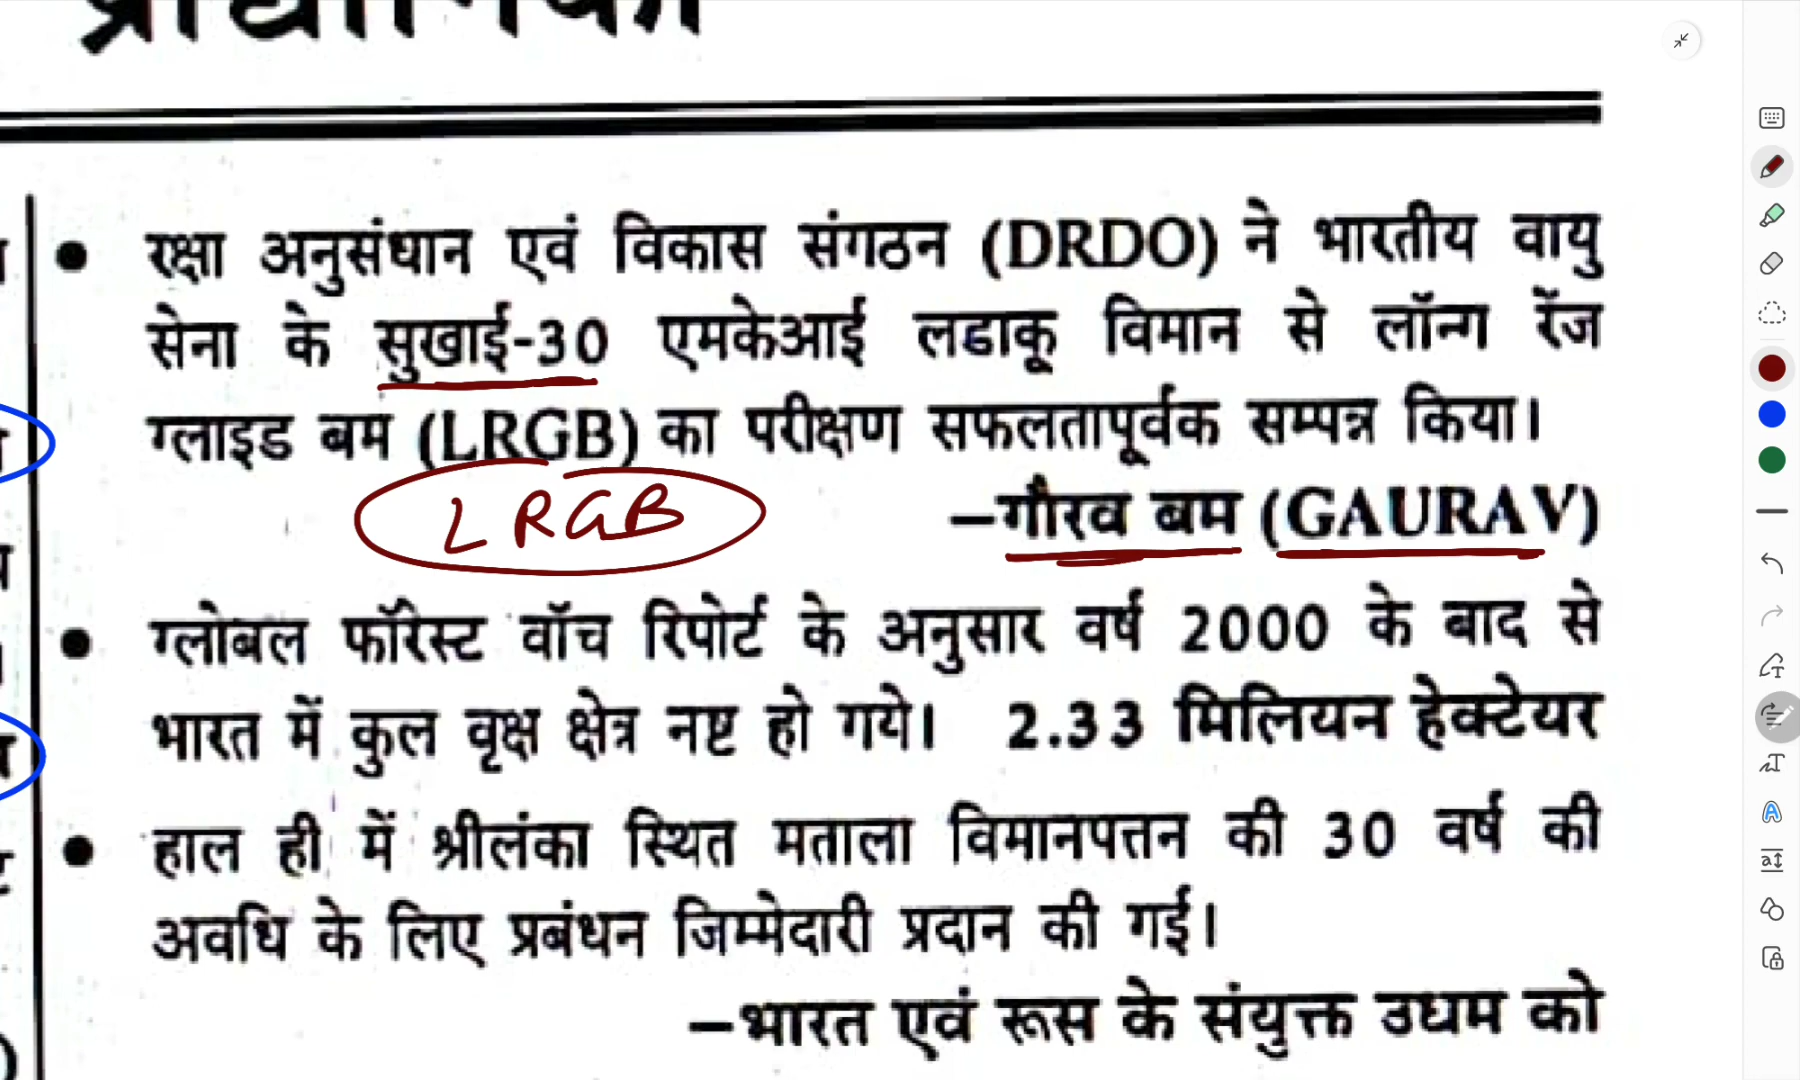 प्रौद्योगिकी
• रक्षा अनुसंधान एवं विकास संगठन (DRDO) ने भारतीय वायु
सेना के सुखाई-30 एमकेआई लडाकू विमान से लॉन्ग रेंज
ग्लाइड बम (LRGB) का परीक्षण सफलतापूर्वक सम्पन्न किया।
LRGB
–गौरव बम (GAURAV)
• ग्लोबल फॉरेस्ट वॉच रिपोर्ट के अनुसार वर्ष 2000 के बाद से
भारत में कुल वृक्ष क्षेत्र नष्ट हो गये। 2.33 मिलियन हेक्टेयर
• हाल ही में श्रीलंका स्थित मताला विमानपत्तन की 30 वर्ष की
अवधि के लिए प्रबंधन जिम्मेदारी प्रदान की गई।
–भारत एवं रूस के संयुक्त उधम को